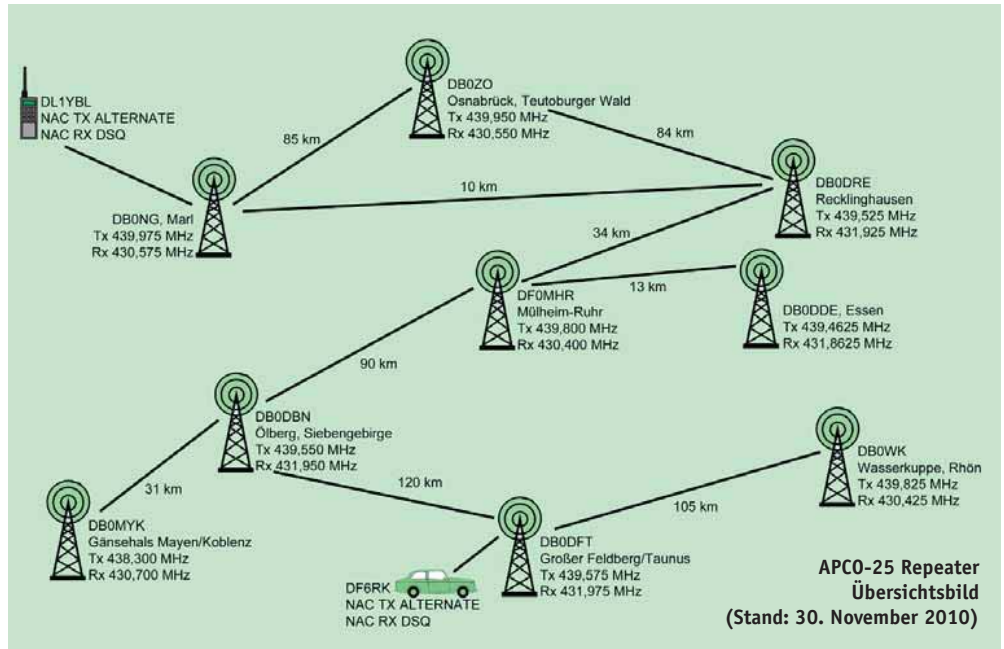 DL1YBL
NAC TX ALTERNATE
NAC RX DSQ
DB0ZO
Osnabrück, Teutoburger Wald
Tx 439,950 MHz
Rx 430,550 MHz
85 km
84 km
10 km
DB0NG, Marl
Tx 439,975 MHz
Rx 430,575 MHz
DB0DRE
Recklinghausen
Tx 439,525 MHz
Rx 431,925 MHz
34 km
13 km
DF0MHR
Mülheim-Ruhr
Tx 439,800 MHz
Rx 430,400 MHz
DB0DDE, Essen
Tx 439,4625 MHz
Rx 431,8625 MHz
90 km
DB0DBN
Ölberg, Siebengebirge
Tx 439,550 MHz
Rx 431,950 MHz
31 km
120 km
105 km
DB0WK
Wasserkuppe, Rhön
Tx 439,825 MHz
Rx 430,425 MHz
DB0MYK
Gänsehals Mayen/Koblenz
Tx 438,300 MHz
Rx 430,700 MHz
DB0DFT
Großer Feldberg/Taunus
Tx 439,575 MHz
Rx 431,975 MHz
DF6RK
NAC TX ALTERNATE
NAC RX DSQ
APCO-25 Repeater
Übersichtsbild
(Stand: 30. November 2010)